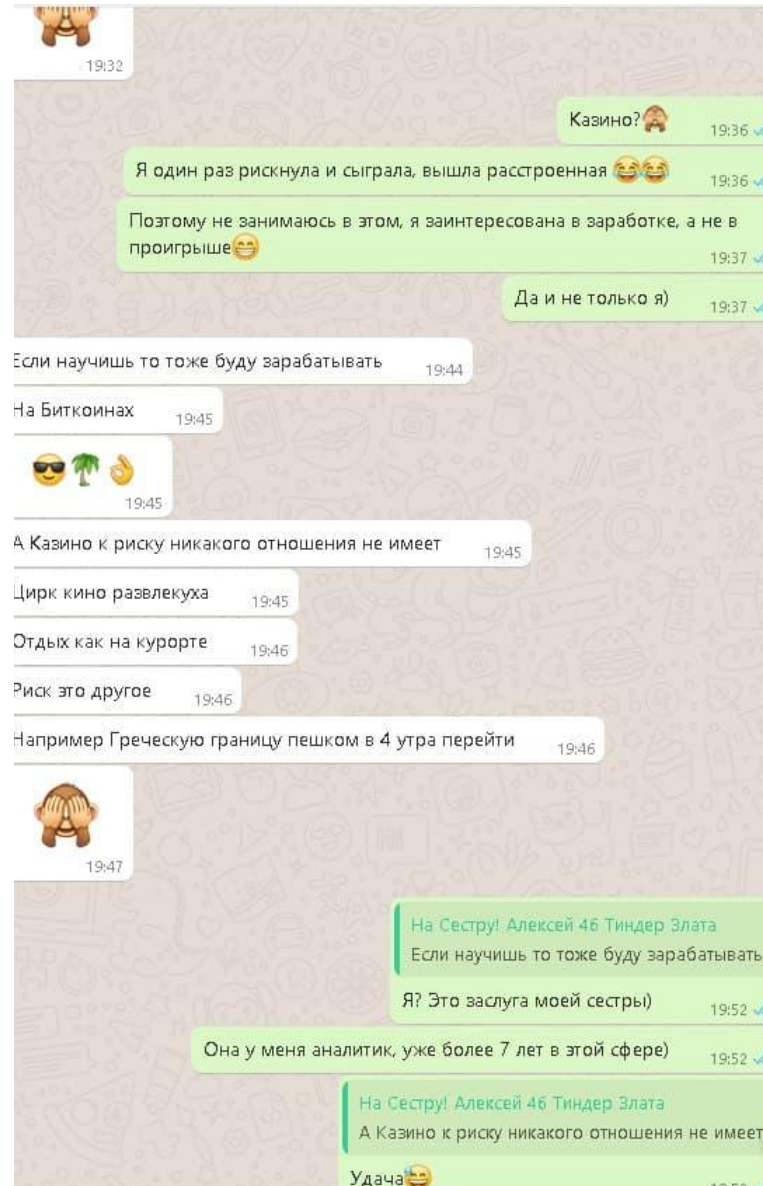 19:32
Казино?🙈
19:36
Я один раз рискнула и сыграла, вышла расстроенная 😂😂
19:36
Поэтому не занимаюсь в этом, я заинтересована в заработке, а не в
проигрыше😁
19:37
Да и не только я)
19:37
Если научишь то тоже буду зарабатывать
19:44
На Биткоинах
19:45
😎🌴👌
19:45
А Казино к риску никакого отношения не имеет
19:45
Цирк кино развлекуха
19:45
Отдых как на курорте
19:46
Риск это другое
19:46
Например Греческую границу пешком в 4 утра перейти
19:46
🙈
19:47
На Сестру! Алексей 46 Тиндер Злата
Если научишь то тоже буду зарабатывать
Я? Это заслуга моей сестры)
19:52
Она у меня аналитик, уже более 7 лет в этой сфере)
19:52
На Сестру! Алексей 46 Тиндер Злата
А Казино к риску никакого отношения не имеет
Удача😅